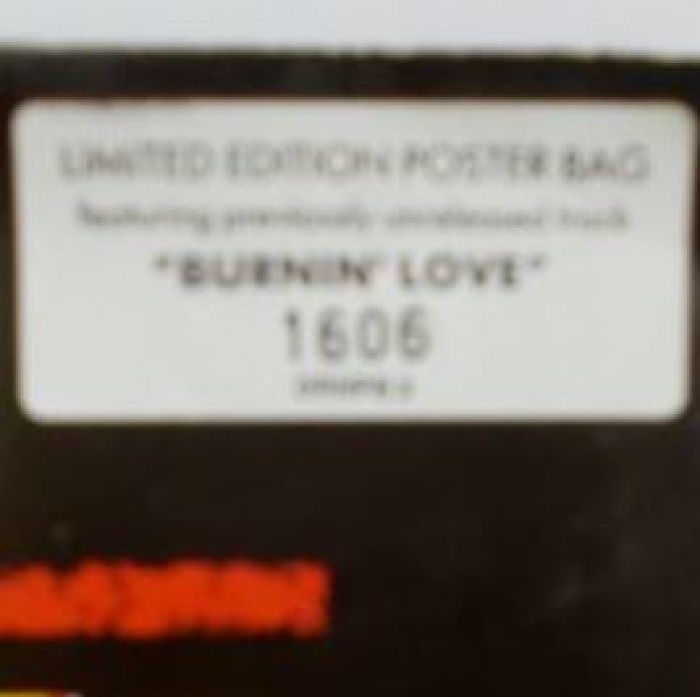 LIMITED EDITION POSTER BAG
featuring previously unreleased track
"BURNIN' LOVE"
1606